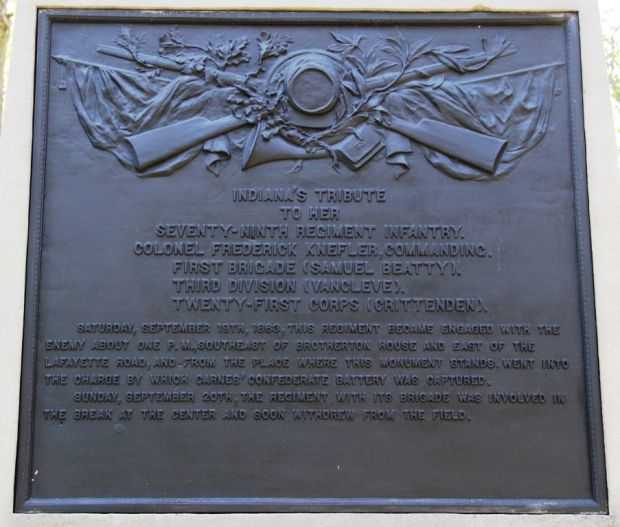 INDIANA'S TRIBUTE
TO HER
SEVENTY-NINTH REGIMENT INFANTRY.
COLONEL FREDERICK KNEFLER, COMMANDING.
FIRST BRIGADE (SAMUEL BEATTY).
THIRD DIVISION (VANCLEVE).
TWENTY-FIRST CORPS (CRITTENDEN).
SATURDAY, SEPTEMBER 19TH, 1863, THIS REGIMENT BECAME ENGAGED WITH THE
ENEMY ABOUT ONE P.M., SOUTHEAST OF BROTHERTON HOUSE AND EAST OF THE
LAFAYETTE ROAD, AND-FROM THE PLACE WHERE THIS MONUMENT STANDS. WENT INTO
THE CHARGE BY WHICH CARNES' CONFEDERATE BATTERY WAS CAPTURED.
SUNDAY, SEPTEMBER 20TH, THE REGIMENT WITH ITS BRIGADE WAS INVOLVED IN
THE BREAK AT THE CENTER AND SOON WITHDREW FROM THE FIELD.